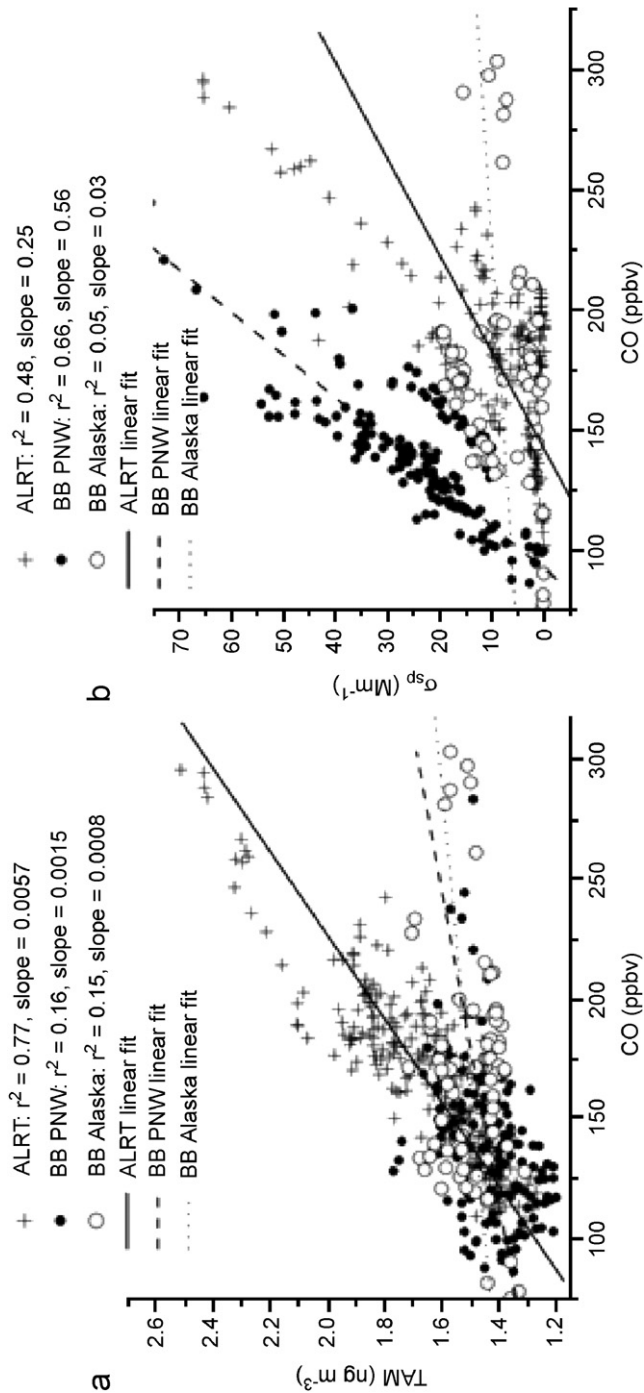 a
ALRT: r² = 0.77, slope = 0.0057
BB PNW: r² = 0.16, slope = 0.0015
BB Alaska: r² = 0.15, slope = 0.0008
ALRT linear fit
BB PNW linear fit
BB Alaska linear fit
TAM (ng m⁻³)
2.6
2.4
2.2
2.0
1.8
1.6
1.4
1.2
100
150
200
250
300
CO (ppbv)
b
ALRT: r² = 0.48, slope = 0.25
BB PNW: r² = 0.66, slope = 0.56
BB Alaska: r² = 0.05, slope = 0.03
ALRT linear fit
BB PNW linear fit
BB Alaska linear fit
σsp (Mm⁻¹)
70
60
50
40
30
20
10
0
100
150
200
250
300
CO (ppbv)